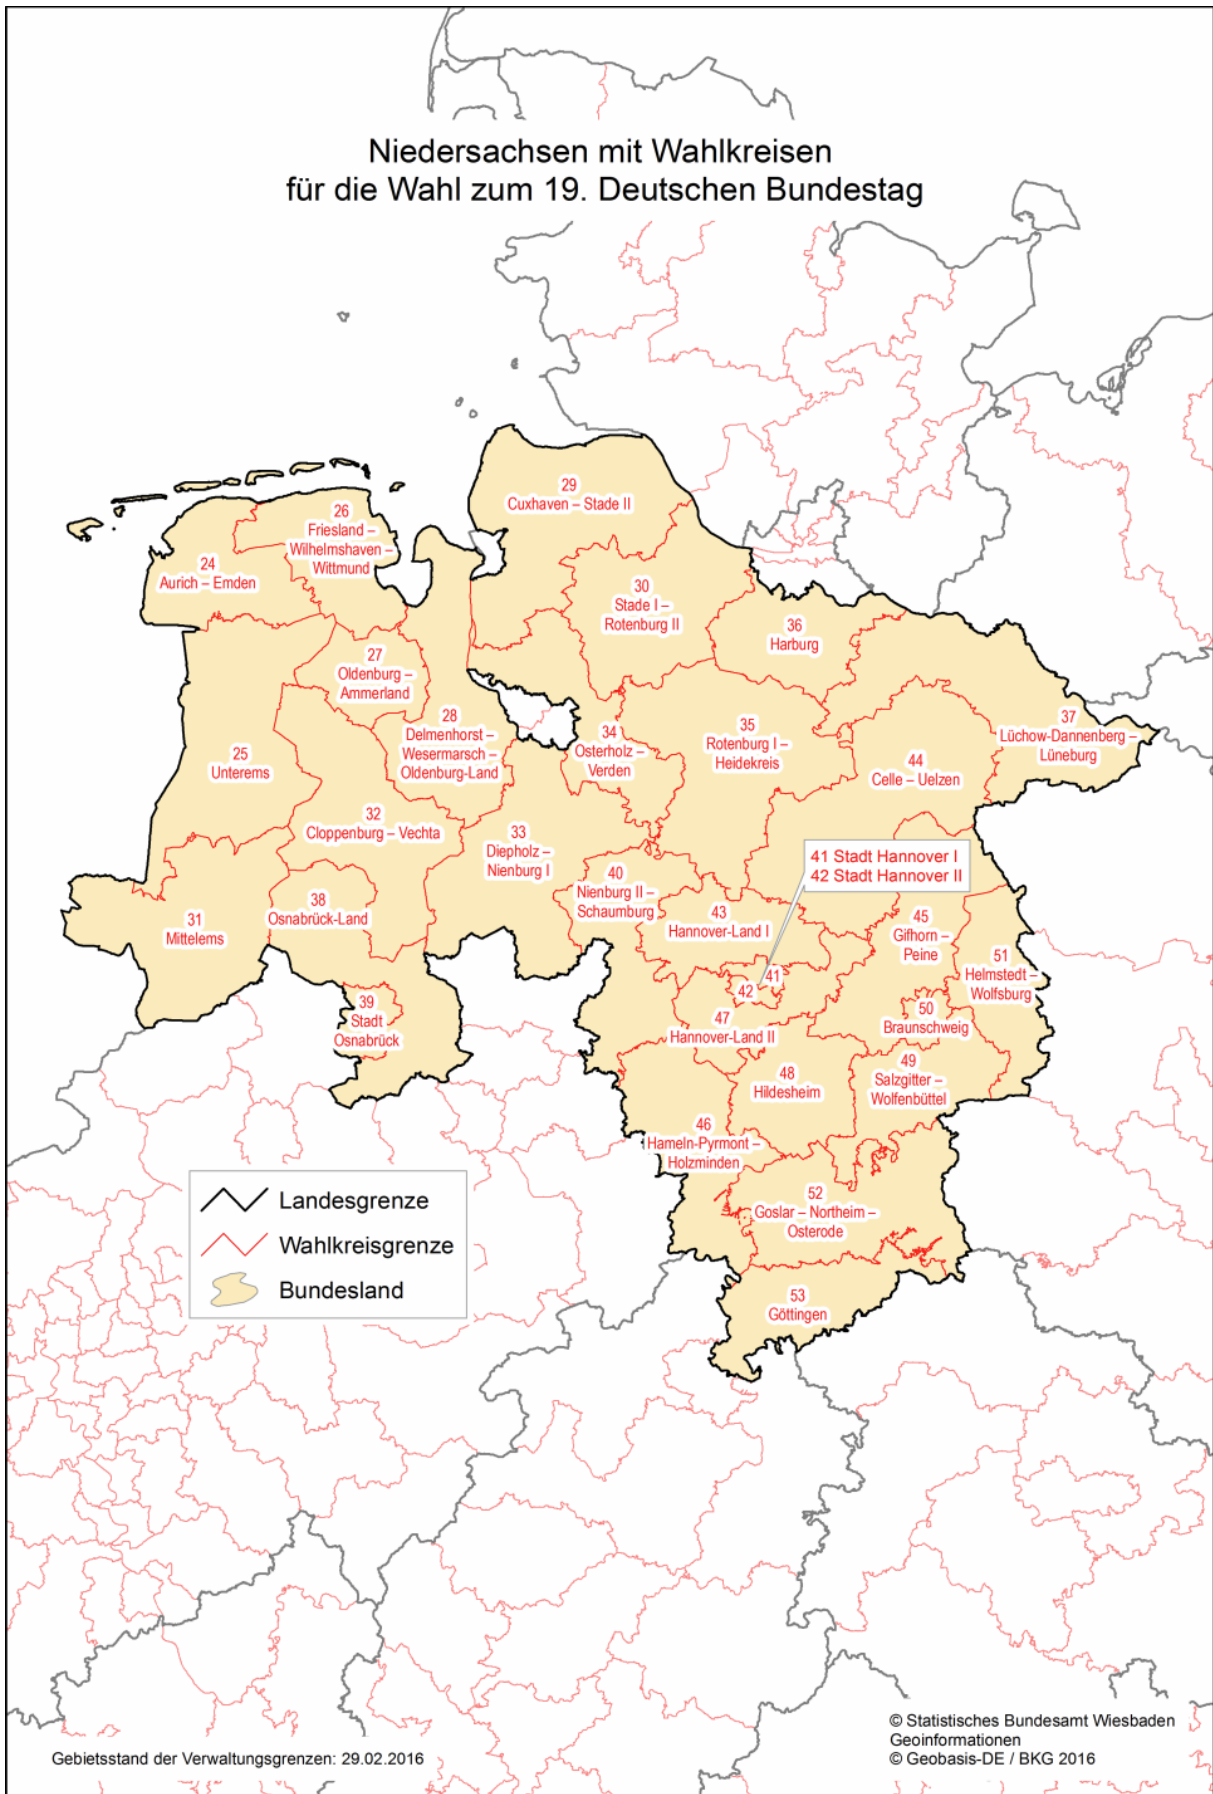 Niedersachsen mit Wahlkreisen
für die Wahl zum 19. Deutschen Bundestag
29
Cuxhaven – Stade II
26
Friesland –
Wilhelmshaven –
Wittmund
24
Aurich – Emden
30
Stade I –
Rotenburg II
36
Harburg
27
Oldenburg –
Ammerland
28
Delmenhorst –
Wesermarsch –
Oldenburg-Land
34
Osterholz –
Verden
35
Rotenburg I –
Heidekreis
37
Lüchow-Dannenberg –
Lüneburg
25
Unterems
44
Celle – Uelzen
32
Cloppenburg – Vechta
33
Diepholz –
Nienburg I
41 Stadt Hannover I
42 Stadt Hannover II
40
Nienburg II –
Schaumburg
38
Osnabrück-Land
31
Mittelems
43
Hannover-Land I
45
Gifhorn –
Peine
51
Helmstedt –
Wolfsburg
41
42
39
Stadt
Osnabrück
47
Hannover-Land II
50
Braunschweig
48
Hildesheim
49
Salzgitter –
Wolfenbüttel
46
Hameln-Pyrmont –
Holzminden
52
Goslar – Northeim –
Osterode
53
Göttingen
Landesgrenze
Wahlkreisgrenze
Bundesland
Gebietsstand der Verwaltungsgrenzen: 29.02.2016
© Statistisches Bundesamt Wiesbaden
Geoinformationen
© Geobasis-DE / BKG 2016